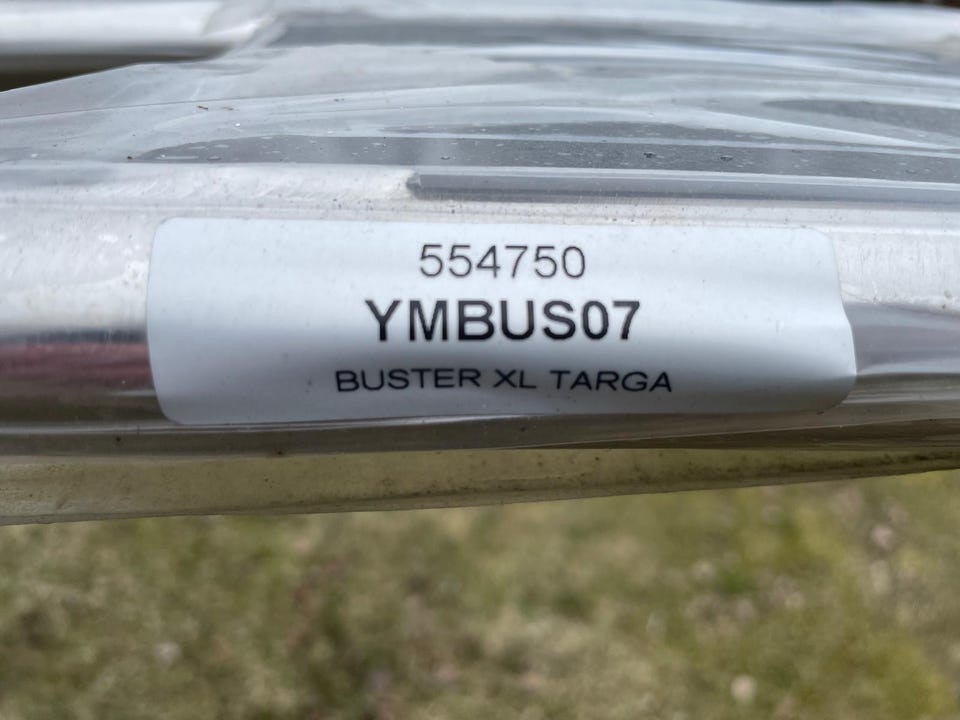 554750
YMBUS07
BUSTER XL TARGA